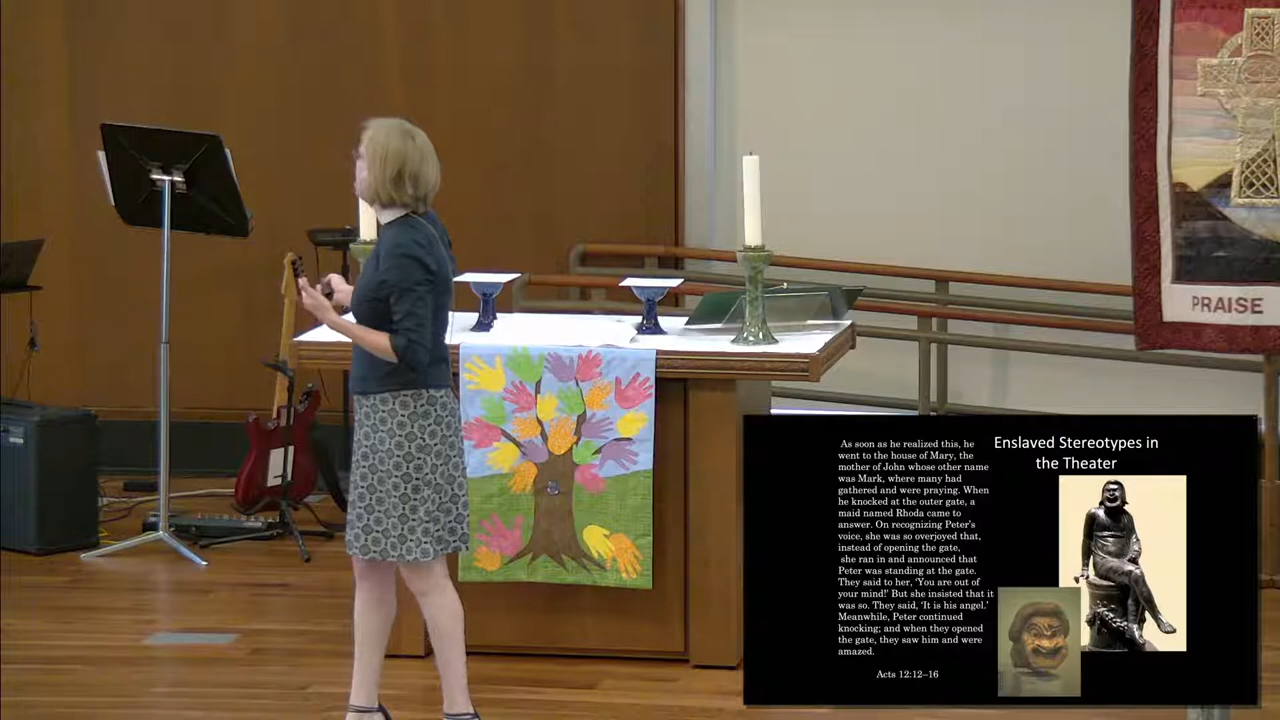 PRAISE
As soon as he realized this, he
went to the house of Mary, the
mother of John whose other name
was Mark, where many had
gathered and were praying. When
he knocked at the outer gate, a
maid named Rhoda came to
answer. On recognizing Peter’s
voice, she was so overjoyed that,
instead of opening the gate,
she ran in and announced that
Peter was standing at the gate.
They said to her, ‘You are out of
your mind!’ But she insisted that it
was so. They said, ‘It is his angel.’
Meanwhile, Peter continued
knocking; and when they opened
the gate, they saw him and were
amazed.
Acts 12:12–16
Enslaved Stereotypes in
the Theater